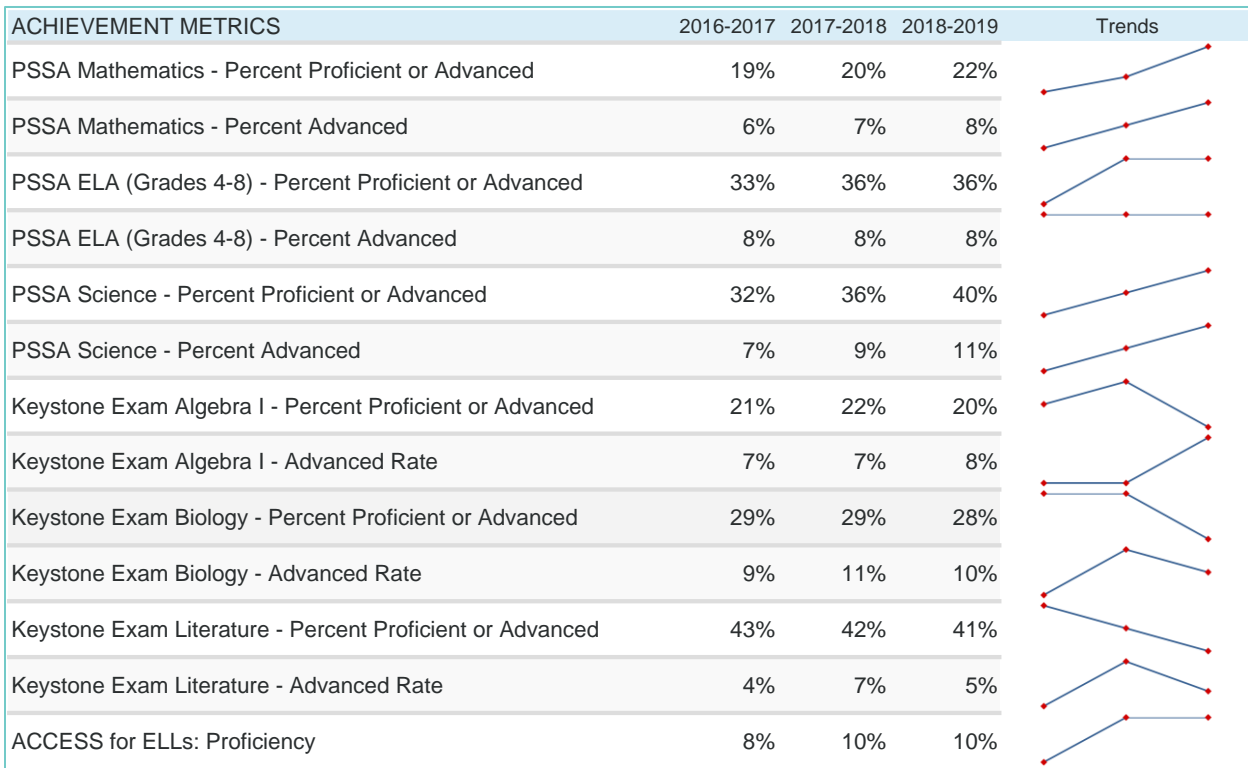 ACHIEVEMENT METRICS 2016-2017 2017-2018 2018-2019 Trends
PSSA Mathematics - Percent Proficient or Advanced 19% 20% 22%
PSSA Mathematics - Percent Advanced 6% 7% 8%
PSSA ELA (Grades 4-8) - Percent Proficient or Advanced 33% 36% 36%
PSSA ELA (Grades 4-8) - Percent Advanced 8% 8% 8%
PSSA Science - Percent Proficient or Advanced 32% 36% 40%
PSSA Science - Percent Advanced 7% 9% 11%
Keystone Exam Algebra I - Percent Proficient or Advanced 21% 22% 20%
Keystone Exam Algebra I - Advanced Rate 7% 7% 8%
Keystone Exam Biology - Percent Proficient or Advanced 29% 29% 28%
Keystone Exam Biology - Advanced Rate 9% 11% 10%
Keystone Exam Literature - Percent Proficient or Advanced 43% 42% 41%
Keystone Exam Literature - Advanced Rate 4% 7% 5%
ACCESS for ELLs: Proficiency 8% 10% 10%